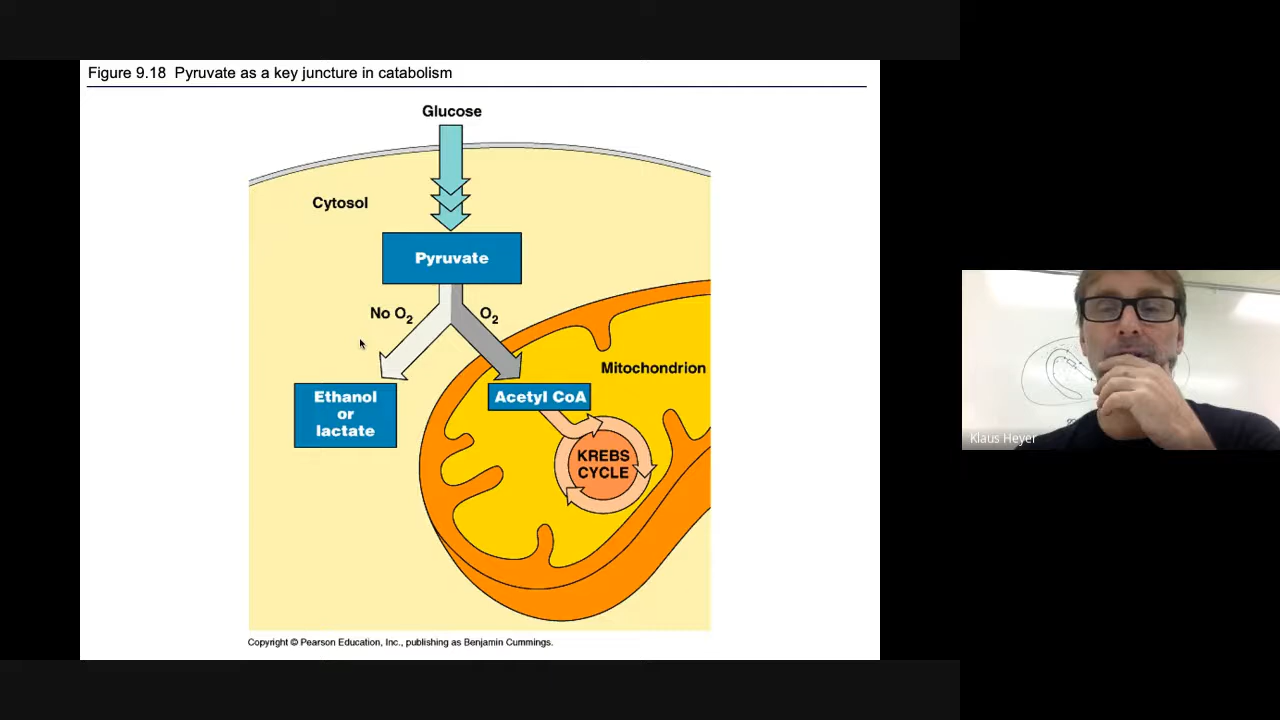 Figure 9.18 Pyruvate as a key juncture in catabolism
Glucose
Cytosol
Pyruvate
No O₂
O₂
Mitochondrion
Ethanol
or
lactate
Acetyl CoA
KREBS
CYCLE
Klaus Heyer
Copyright © Pearson Education, Inc., publishing as Benjamin Cummings.